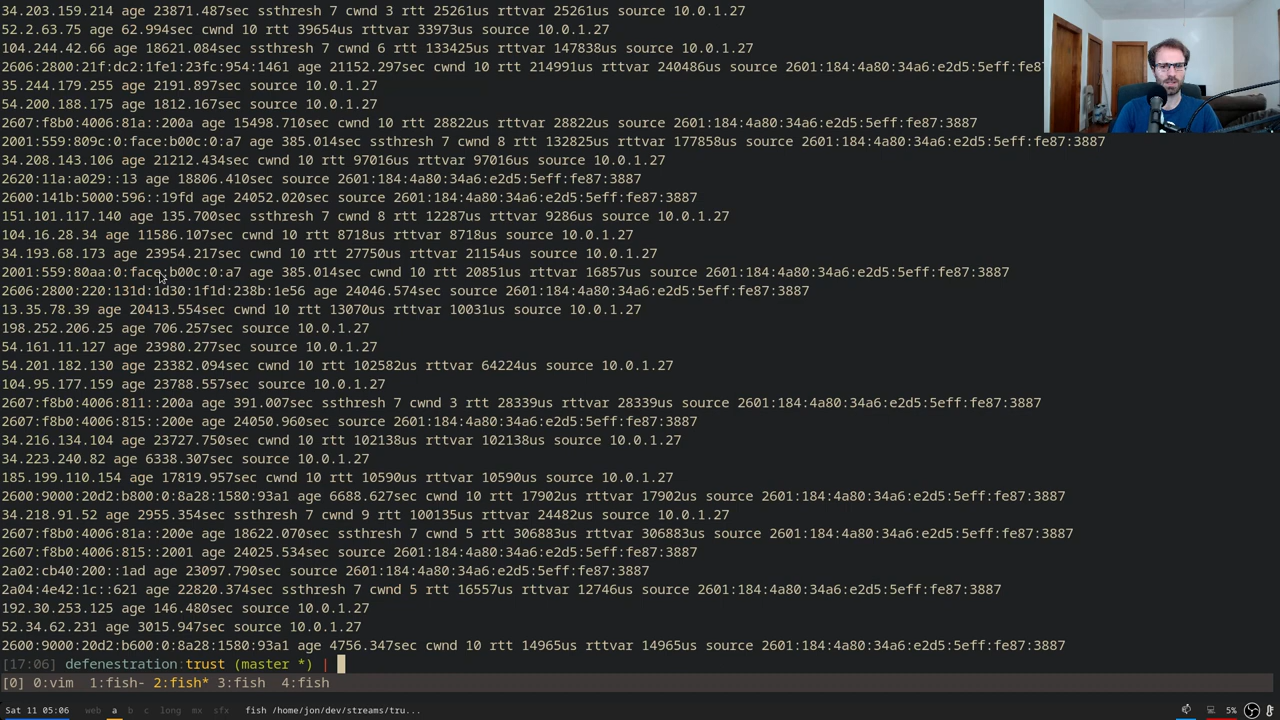 34.203.159.214 age 23871.487sec ssthresh 7 cwnd 3 rtt 25261us rttvar 25261us source 10.0.1.27
52.2.63.75 age 62.994sec cwnd 10 rtt 39654us rttvar 33973us source 10.0.1.27
104.244.42.66 age 18621.084sec ssthresh 7 cwnd 6 rtt 133425us rttvar 147838us source 10.0.1.27
2606:2800:21f:dc2:1fe1:23fc:954:1461 age 21152.297sec cwnd 10 rtt 214991us rttvar 240486us source 2601:184:4a80:34a6:e2d5:5eff:fe8
35.244.179.255 age 2191.897sec source 10.0.1.27
54.200.188.175 age 1812.167sec source 10.0.1.27
2607:f8b0:4006:81a::200a age 15498.710sec cwnd 10 rtt 28822us rttvar 28822us source 2601:184:4a80:34a6:e2d5:5eff:fe87:3887
2001:559:809c:0:face:b00c:0:a7 age 385.014sec ssthresh 7 cwnd 8 rtt 132825us rttvar 177858us source 2601:184:4a80:34a6:e2d5:5eff:fe87:3887
34.208.143.106 age 21212.434sec cwnd 10 rtt 97016us rttvar 97016us source 10.0.1.27
2620:11a:a029::13 age 18806.410sec source 2601:184:4a80:34a6:e2d5:5eff:fe87:3887
2600:141b:5000:596::19fd age 24052.020sec source 2601:184:4a80:34a6:e2d5:5eff:fe87:3887
151.101.117.140 age 135.700sec ssthresh 7 cwnd 8 rtt 12287us rttvar 9286us source 10.0.1.27
104.16.28.34 age 11586.107sec cwnd 10 rtt 8718us rttvar 8718us source 10.0.1.27
34.193.68.173 age 23954.217sec cwnd 10 rtt 27750us rttvar 21154us source 10.0.1.27
2001:559:80aa:0:face:b00c:0:a7 age 385.014sec cwnd 10 rtt 20851us rttvar 16857us source 2601:184:4a80:34a6:e2d5:5eff:fe87:3887
2606:2800:220:131d:1d30:1f1d:238b:1e56 age 24046.574sec source 2601:184:4a80:34a6:e2d5:5eff:fe87:3887
13.35.78.39 age 20413.554sec cwnd 10 rtt 13070us rttvar 10031us source 10.0.1.27
198.252.206.25 age 706.257sec source 10.0.1.27
54.161.11.127 age 23980.277sec source 10.0.1.27
54.201.182.130 age 23382.094sec cwnd 10 rtt 102582us rttvar 64224us source 10.0.1.27
104.95.177.159 age 23788.557sec source 10.0.1.27
2607:f8b0:4006:811::200a age 391.007sec ssthresh 7 cwnd 3 rtt 28339us rttvar 28339us source 2601:184:4a80:34a6:e2d5:5eff:fe87:3887
2607:f8b0:4006:815::200e age 24050.960sec source 2601:184:4a80:34a6:e2d5:5eff:fe87:3887
34.216.134.104 age 23727.750sec cwnd 10 rtt 102138us rttvar 102138us source 10.0.1.27
34.223.240.82 age 6338.307sec source 10.0.1.27
185.199.110.154 age 17819.957sec cwnd 10 rtt 10590us rttvar 10590us source 10.0.1.27
2600:9000:20d2:b800:0:8a28:1580:93a1 age 6688.627sec cwnd 10 rtt 17902us rttvar 17902us source 2601:184:4a80:34a6:e2d5:5eff:fe87:3887
34.218.91.52 age 2955.354sec ssthresh 7 cwnd 9 rtt 100135us rttvar 24482us source 10.0.1.27
2607:f8b0:4006:81a::200e age 18622.070sec ssthresh 7 cwnd 5 rtt 306883us rttvar 306883us source 2601:184:4a80:34a6:e2d5:5eff:fe87:3887
2607:f8b0:4006:815::2001 age 24025.534sec source 2601:184:4a80:34a6:e2d5:5eff:fe87:3887
2a02:cb40:200::1ad age 23097.790sec source 2601:184:4a80:34a6:e2d5:5eff:fe87:3887
2a04:4e42:1c::621 age 22820.374sec ssthresh 7 cwnd 5 rtt 16557us rttvar 12746us source 2601:184:4a80:34a6:e2d5:5eff:fe87:3887
192.30.253.125 age 146.480sec source 10.0.1.27
52.34.62.231 age 3015.947sec source 10.0.1.27
2600:9000:20d2:b600:0:8a28:1580:93a1 age 4756.347sec cwnd 10 rtt 14965us rttvar 14965us source 2601:184:4a80:34a6:e2d5:5eff:fe87:3887
[17:06] defenestration:trust (master *) |
[0] 0:vim 1:fish- 2:fish* 3:fish 4:fish
Sat 11 05:06 web a b c long mx sfx fish /home/jon/dev/streams/tru... 5%